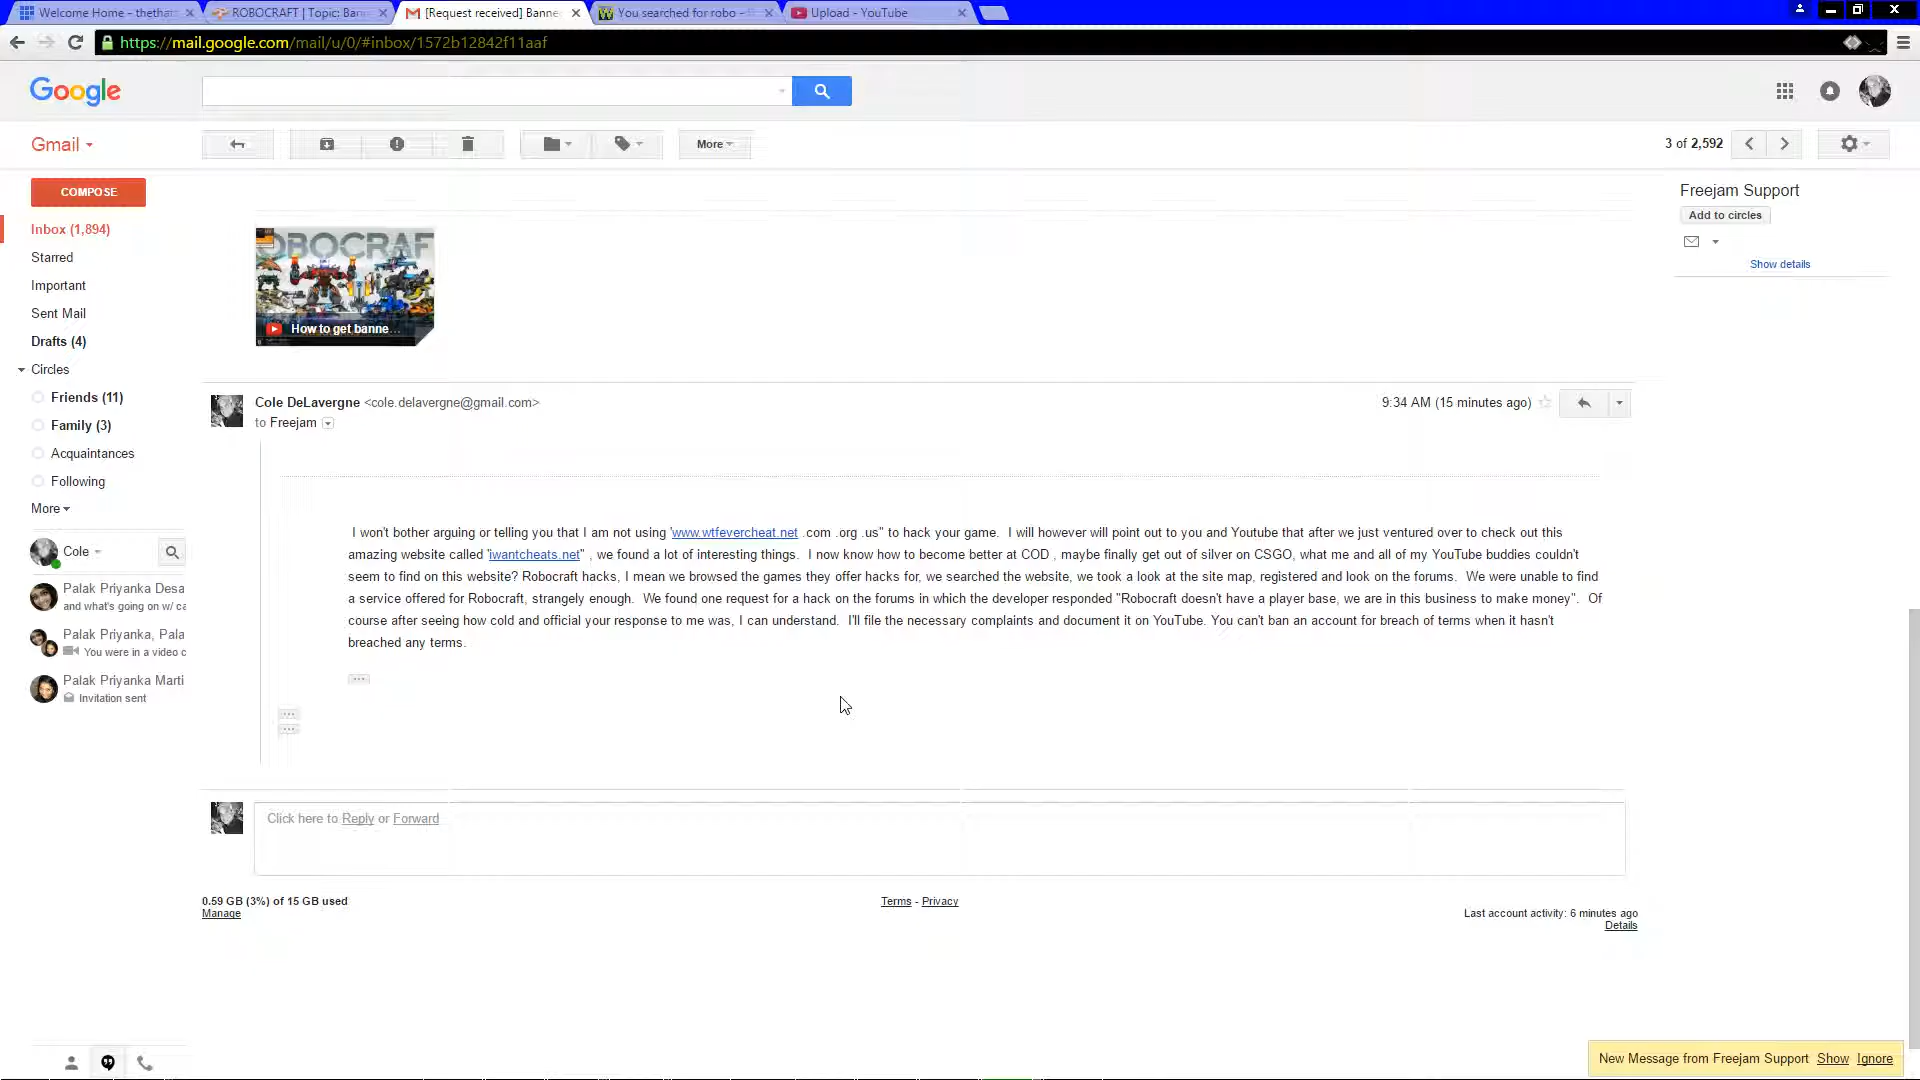 Welcome Home - thethar
ROBOCRAFT | Topic: Ban
[Request received] Banne
You searched for robo -
Upload - YouTube
https://mail.google.com/mail/u/0/#inbox/1572b12842f11aaf
Google
Gmail
More
3 of 2,592
COMPOSE
Inbox (1,894)
Starred
Important
Sent Mail
Drafts (4)
Circles
Friends (11)
Family (3)
Acquaintances
Following
More
Cole
Palak Priyanka Desa
and what's going on w/ ca
Palak Priyanka, Pala
You were in a video c
Palak Priyanka Marti
Invitation sent
Freejam Support
Add to circles
Show details
OBOCRAF
How to get banne...
Cole DeLavergne <cole.delavergne@gmail.com>
9:34 AM (15 minutes ago)
to Freejam
I won't bother arguing or telling you that I am not using 'www.wtfevercheat.net .com .org .us" to hack your game.  I will however will point out to you and Youtube that after we just ventured over to check out this
amazing website called 'iwantcheats.net" , we found a lot of interesting things.  I now know how to become better at COD , maybe finally get out of silver on CSGO, what me and all of my YouTube buddies couldn't
seem to find on this website? Robocraft hacks, I mean we browsed the games they offer hacks for, we searched the website, we took a look at the site map, registered and look on the forums.  We were unable to find
a service offered for Robocraft, strangely enough.  We found one request for a hack on the forums in which the developer responded "Robocraft doesn't have a player base, we are in this business to make money".  Of
course after seeing how cold and official your response to me was, I can understand.  I'll file the necessary complaints and document it on YouTube. You can't ban an account for breach of terms when it hasn't
breached any terms.
Click here to Reply or Forward
0.59 GB (3%) of 15 GB used
Manage
Terms - Privacy
Last account activity: 6 minutes ago
Details
New Message from Freejam Support Show Ignore